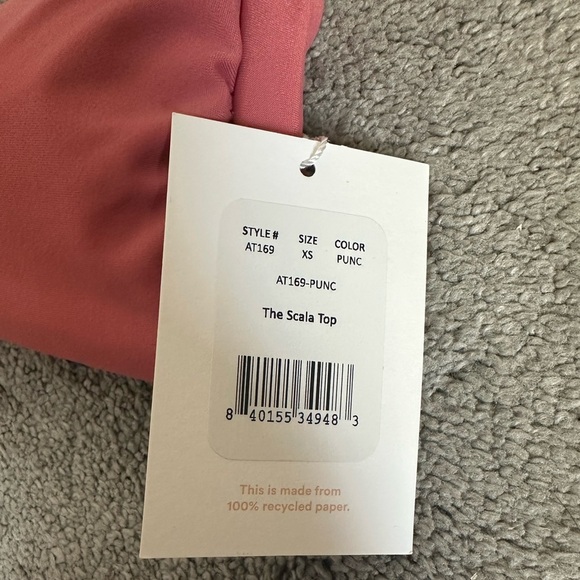 STYLE # SIZE COLOR
AT169 XS PUNC
AT169-PUNC
The Scala Top
8 40155 34948 3
This is made from
100% recycled paper.